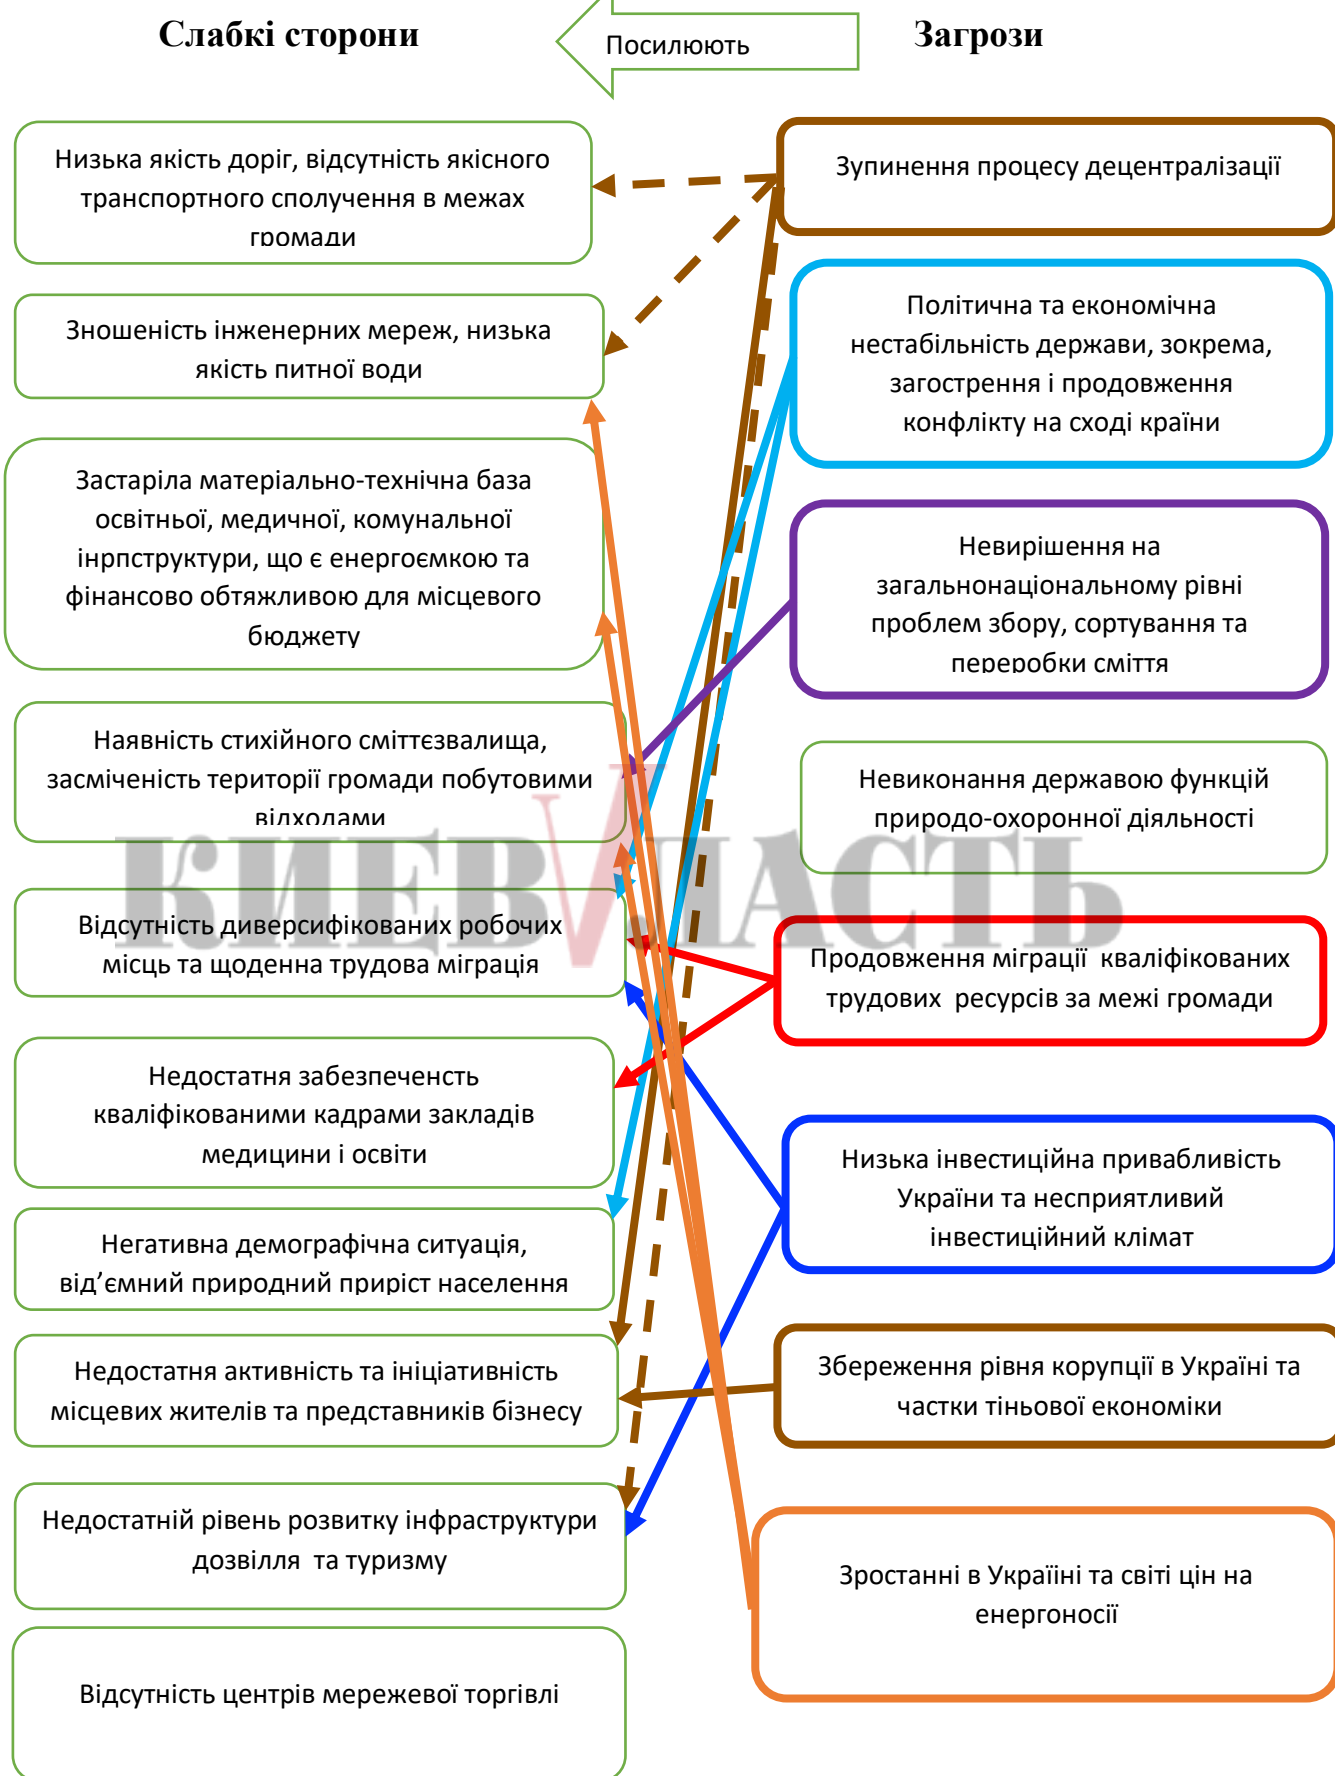 Слабкі сторони
Посилюють
Загрози
Низька якість доріг, відсутність якісного
транспортного сполучення в межах
громади
Зношеність інженерних мереж, низька
якість питної води
Застаріла матеріально-технічна база
освітньої, медичної, комунальної
інрпструктури, що є енергоємкою та
фінансово обтяжливою для місцевого
бюджету
Наявність стихійного сміттєзвалища,
засміченість території громади побутовими
відходами
Відсутність диверсифікованих робочих
місць та щоденна трудова міграція
Недостатня забезпеченсть
кваліфікованими кадрами закладів
медицини і освіти
Негативна демографічна ситуація,
від’ємний природний приріст населення
Недостатня активність та ініціативність
місцевих жителів та представників бізнесу
Недостатній рівень розвитку інфраструктури
дозвілля та туризму
Відсутність центрів мережевої торгівлі
Зупинення процесу децентралізації
Політична та економічна
нестабільність держави, зокрема,
загострення і продовження
конфлікту на сході країни
Невирішення на
загальнонаціональному рівні
проблем збору, сортування та
переробки сміття
Невиконання державою функцій
природо-охоронної діяльності
Продовження міграції кваліфікованих
трудових ресурсів за межі громади
Низька інвестиційна привабливість
України та несприятливий
інвестиційний клімат
Збереження рівня корупції в Україні та
частки тіньової економіки
Зростанні в Україіні та світі цін на
енергоносії
КИЕВVЛАСТЬ